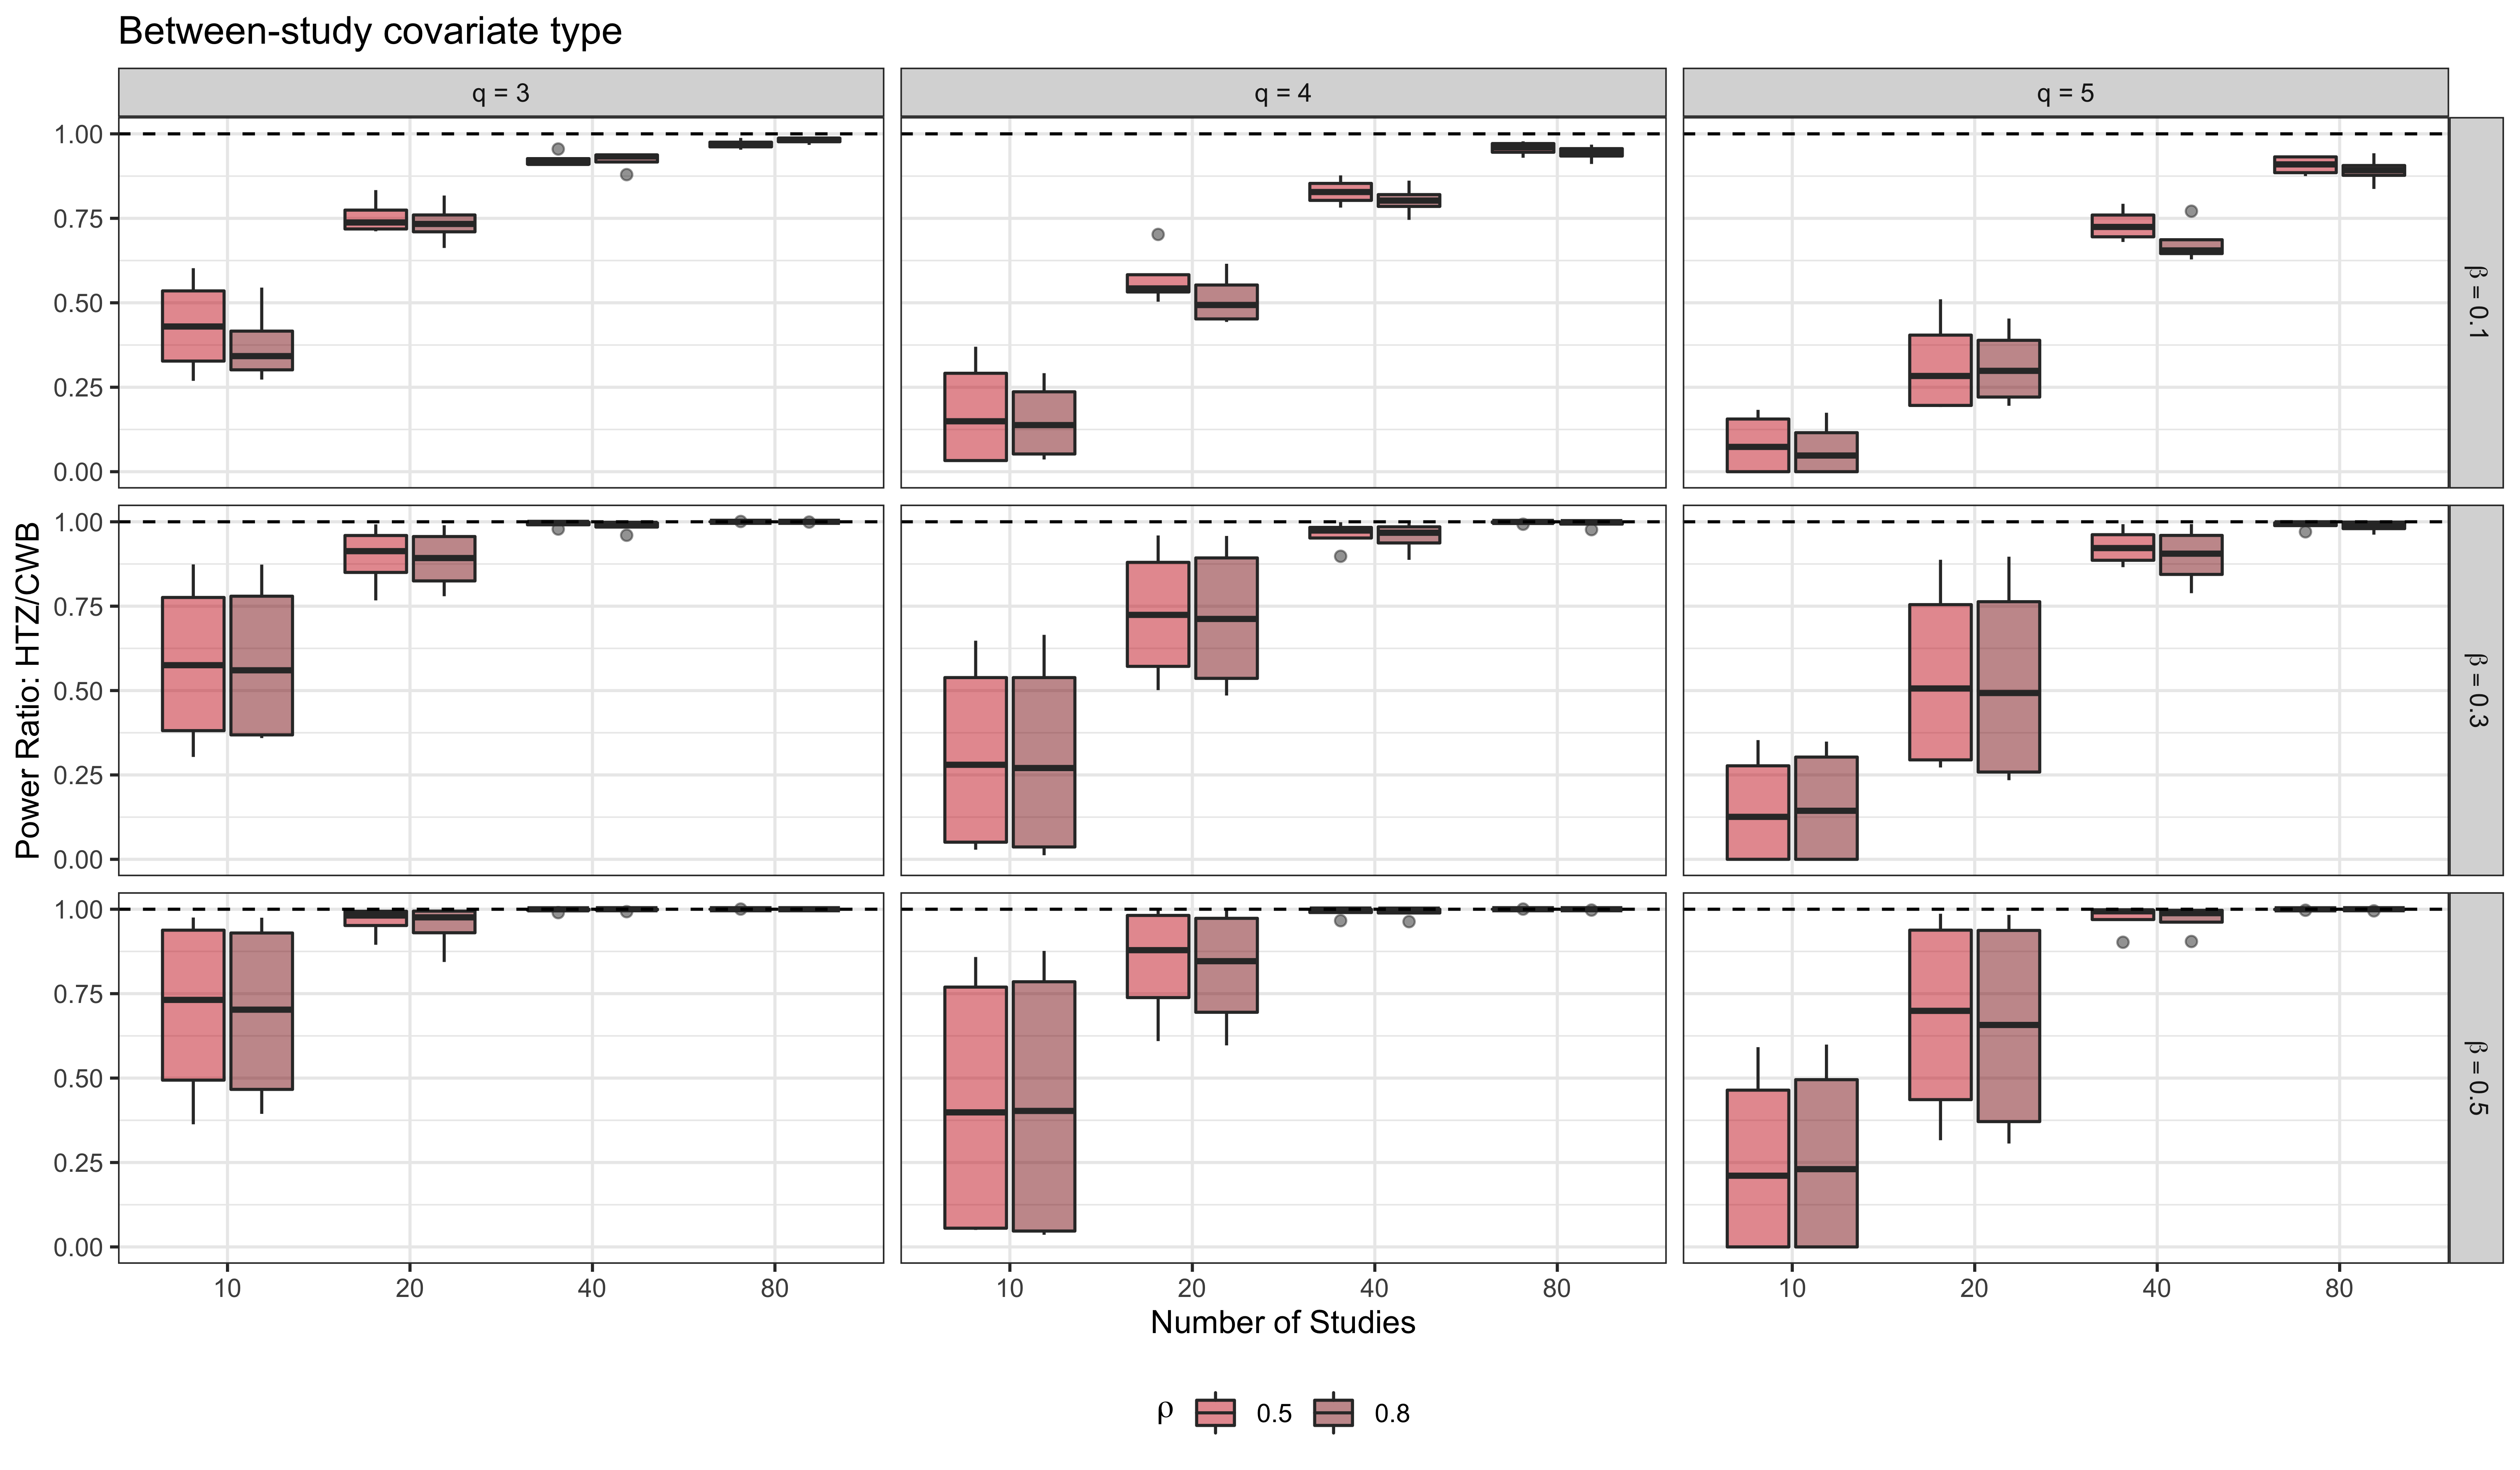 Between-study covariate type
q = 3
q = 4
q = 5
1.00
0.75
0.50
0.25
0.00
β = 0.1
1.00
0.75
0.50
0.25
0.00
β = 0.3
1.00
0.75
0.50
0.25
0.00
β = 0.5
Power Ratio: HTZ/CWB
10 20 40 80
10 20 40 80
10 20 40 80
Number of Studies
ρ 0.5 0.8